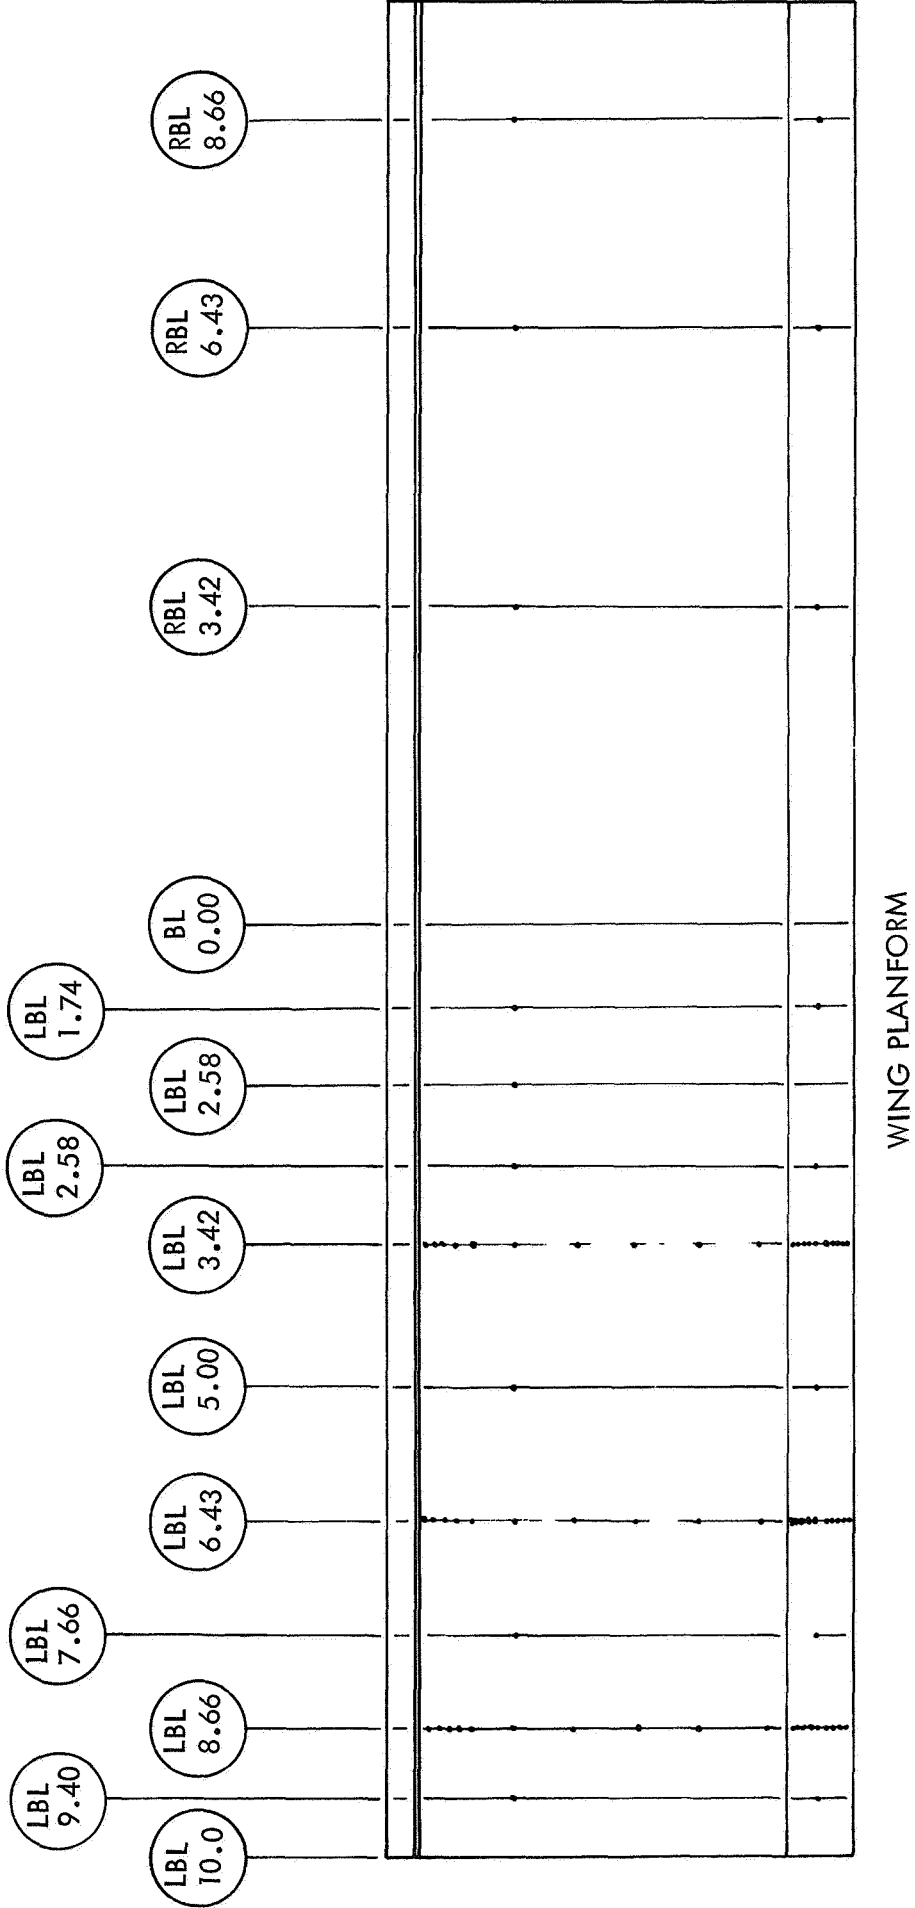 LBL
10.0
LBL
9.40
LBL
8.66
LBL
7.66
LBL
6.43
LBL
5.00
LBL
3.42
LBL
2.58
LBL
2.58
LBL
1.74
BL
0.00
RBL
3.42
RBL
6.43
RBL
8.66
WING PLANFORM